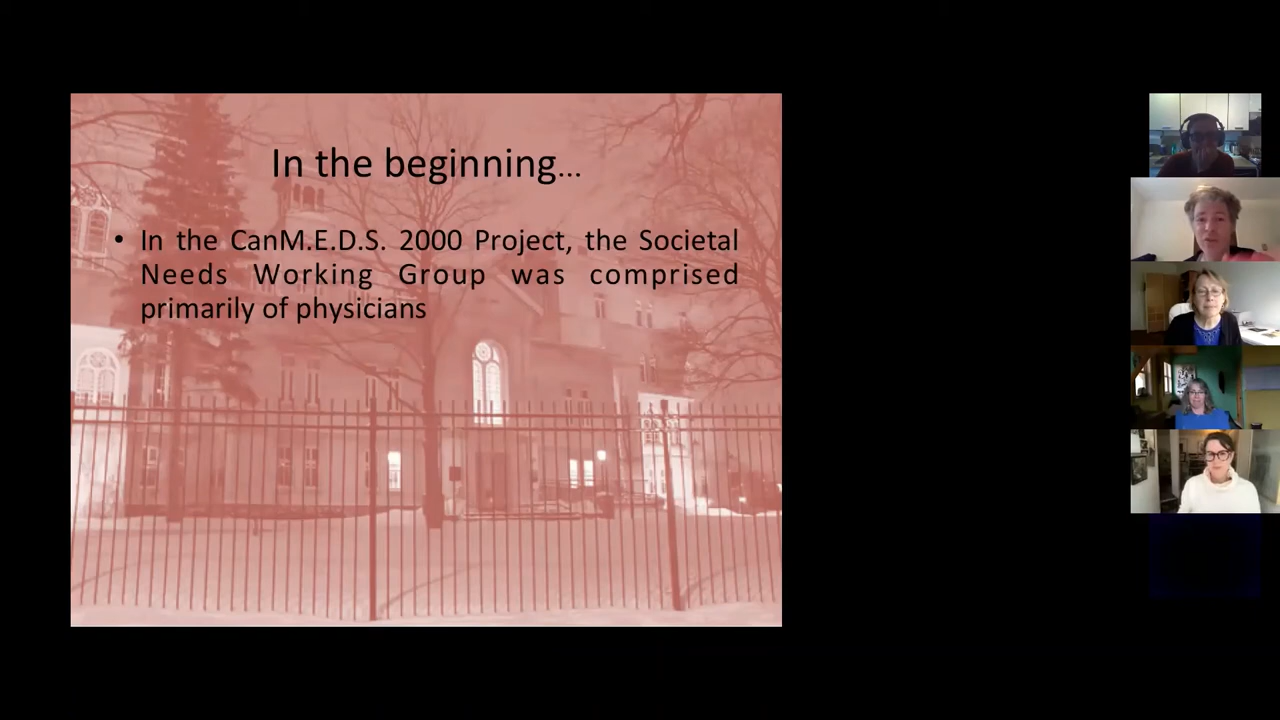 In the beginning...
• In the CanM.E.D.S. 2000 Project, the Societal
Needs Working Group was comprised
primarily of physicians